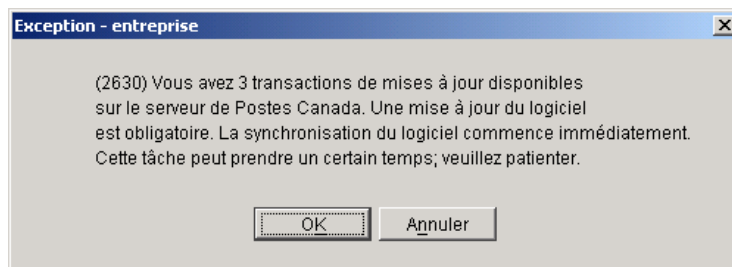 Exception - entreprise
(2630) Vous avez 3 transactions de mises à jour disponibles
sur le serveur de Postes Canada. Une mise à jour du logiciel
est obligatoire. La synchronisation du logiciel commence immédiatement.
Cette tâche peut prendre un certain temps; veuillez patienter.
OK Annuler